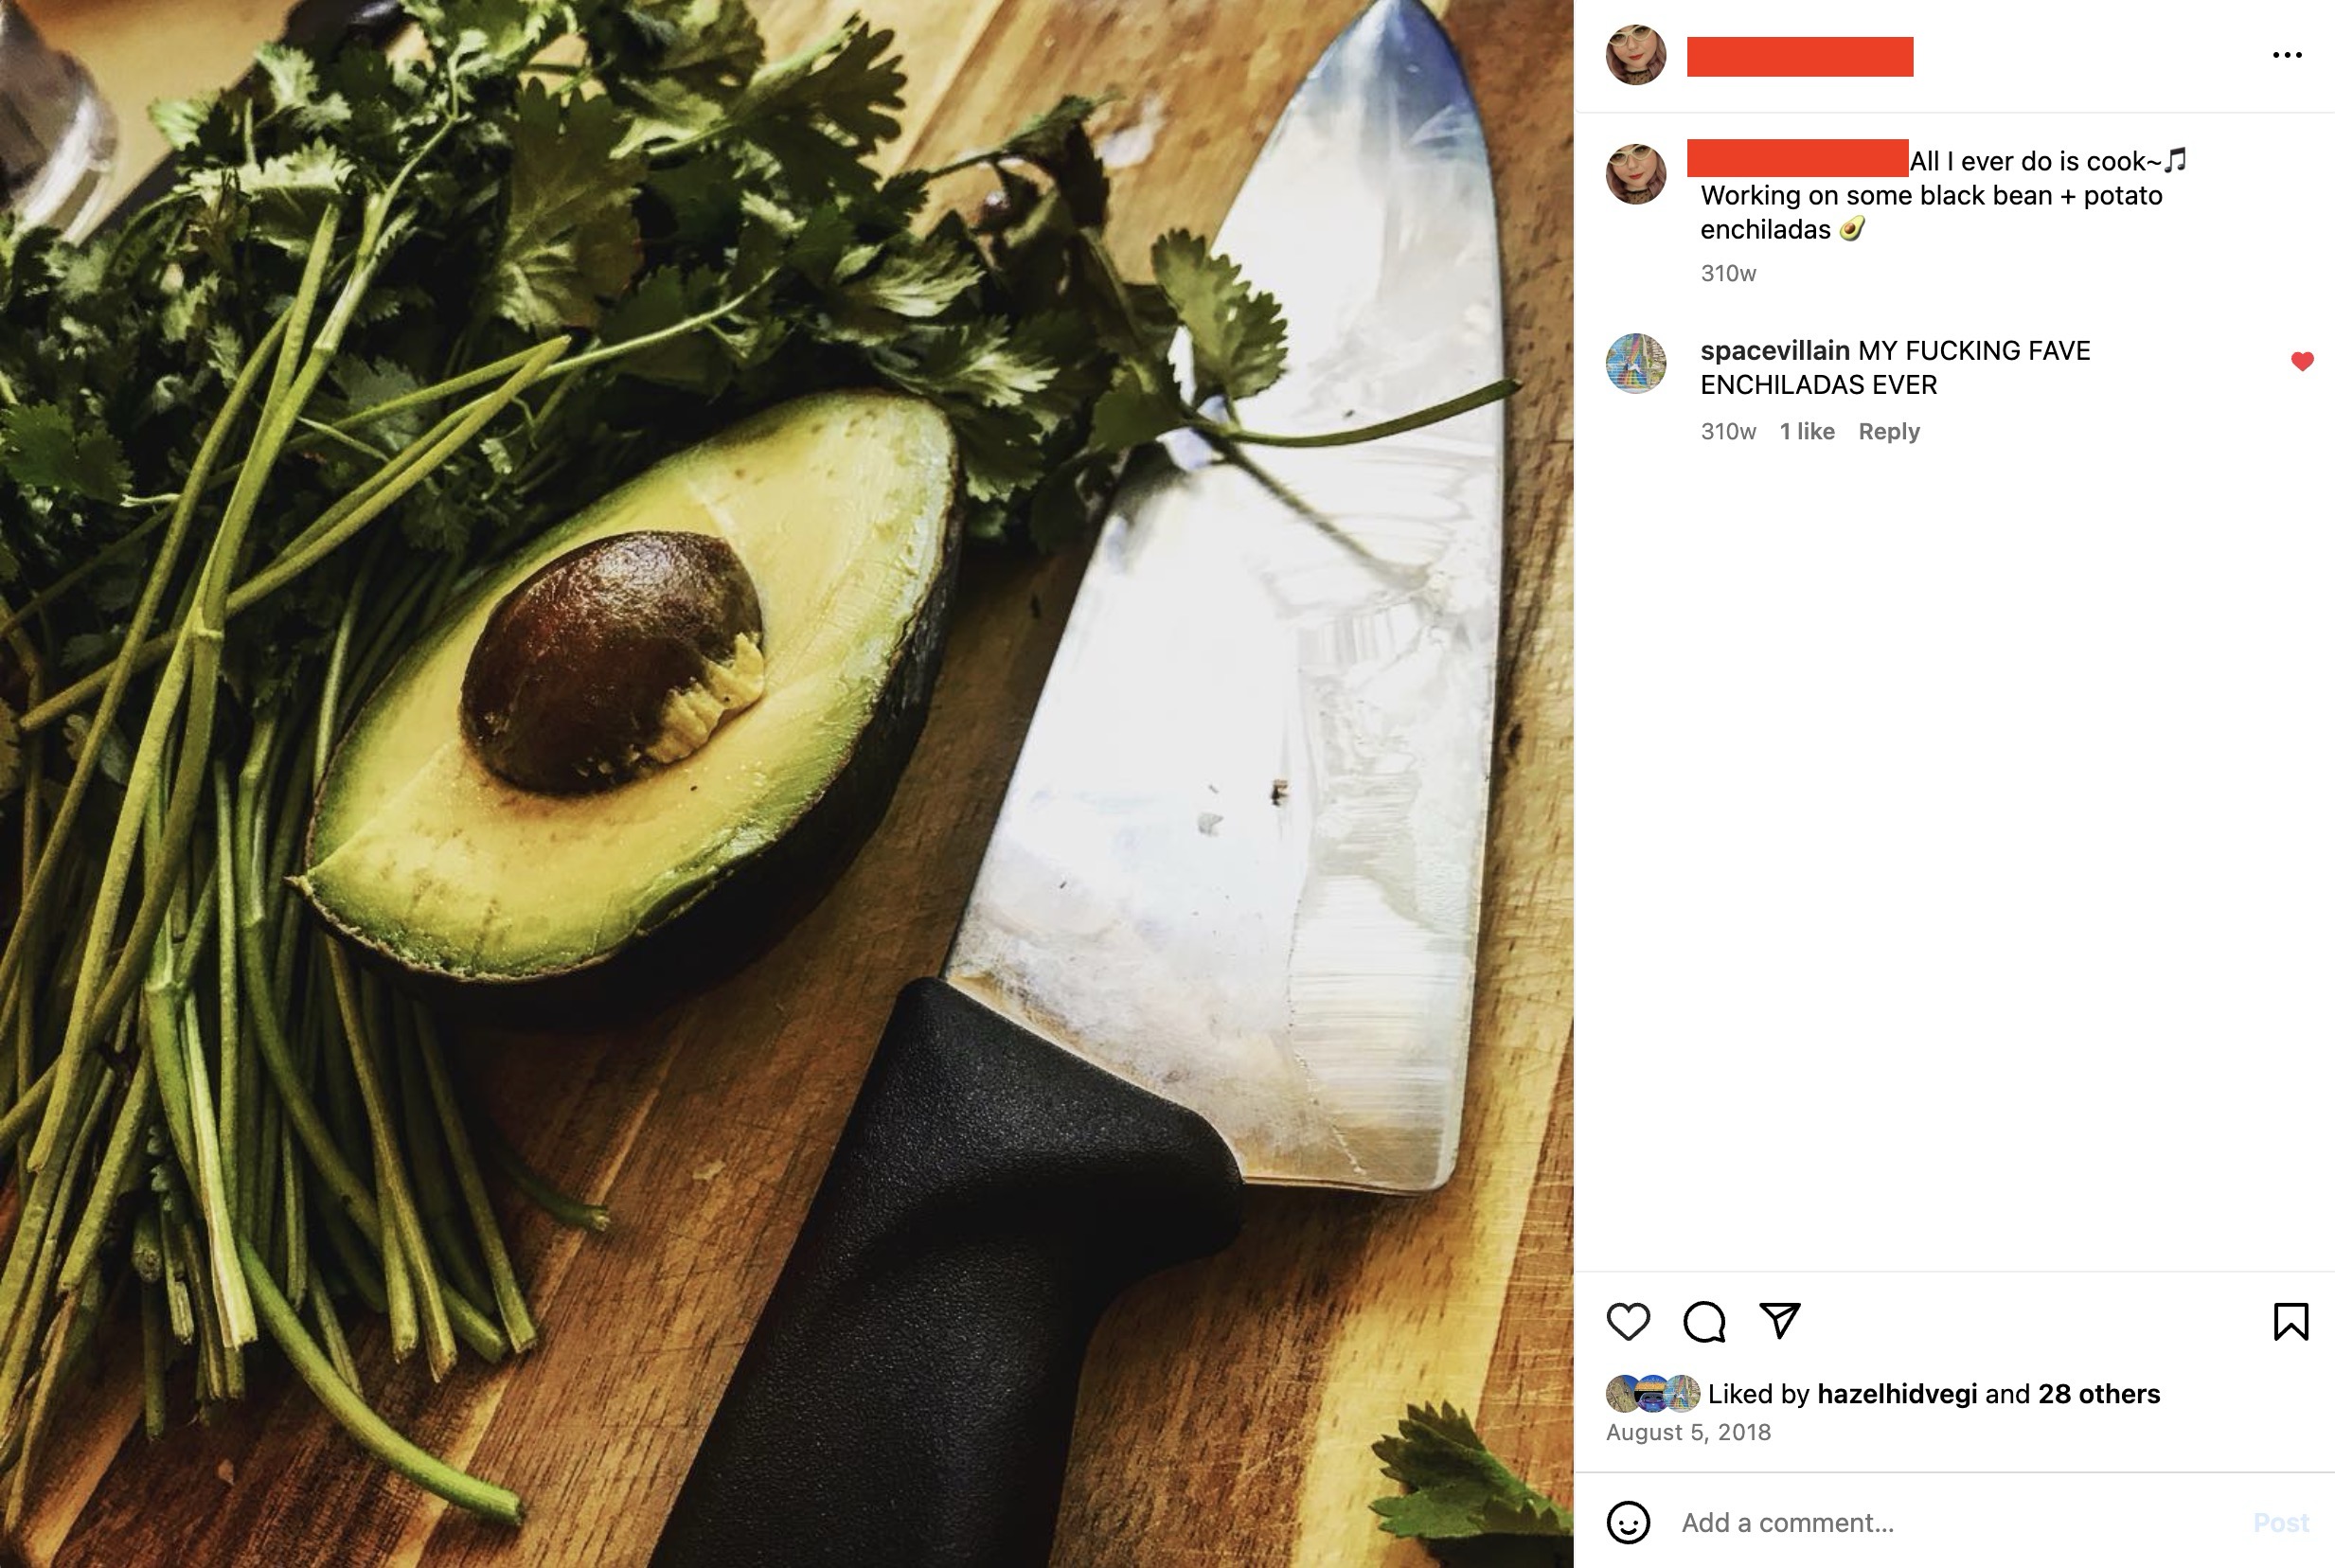 All I ever do is cook~🎵
Working on some black bean + potato
enchiladas 🥑
310w
spacevillain MY FUCKING FAVE
ENCHILADAS EVER
310w 1 like Reply
Liked by hazelhidvegi and 28 others
August 5, 2018
Add a comment... Post